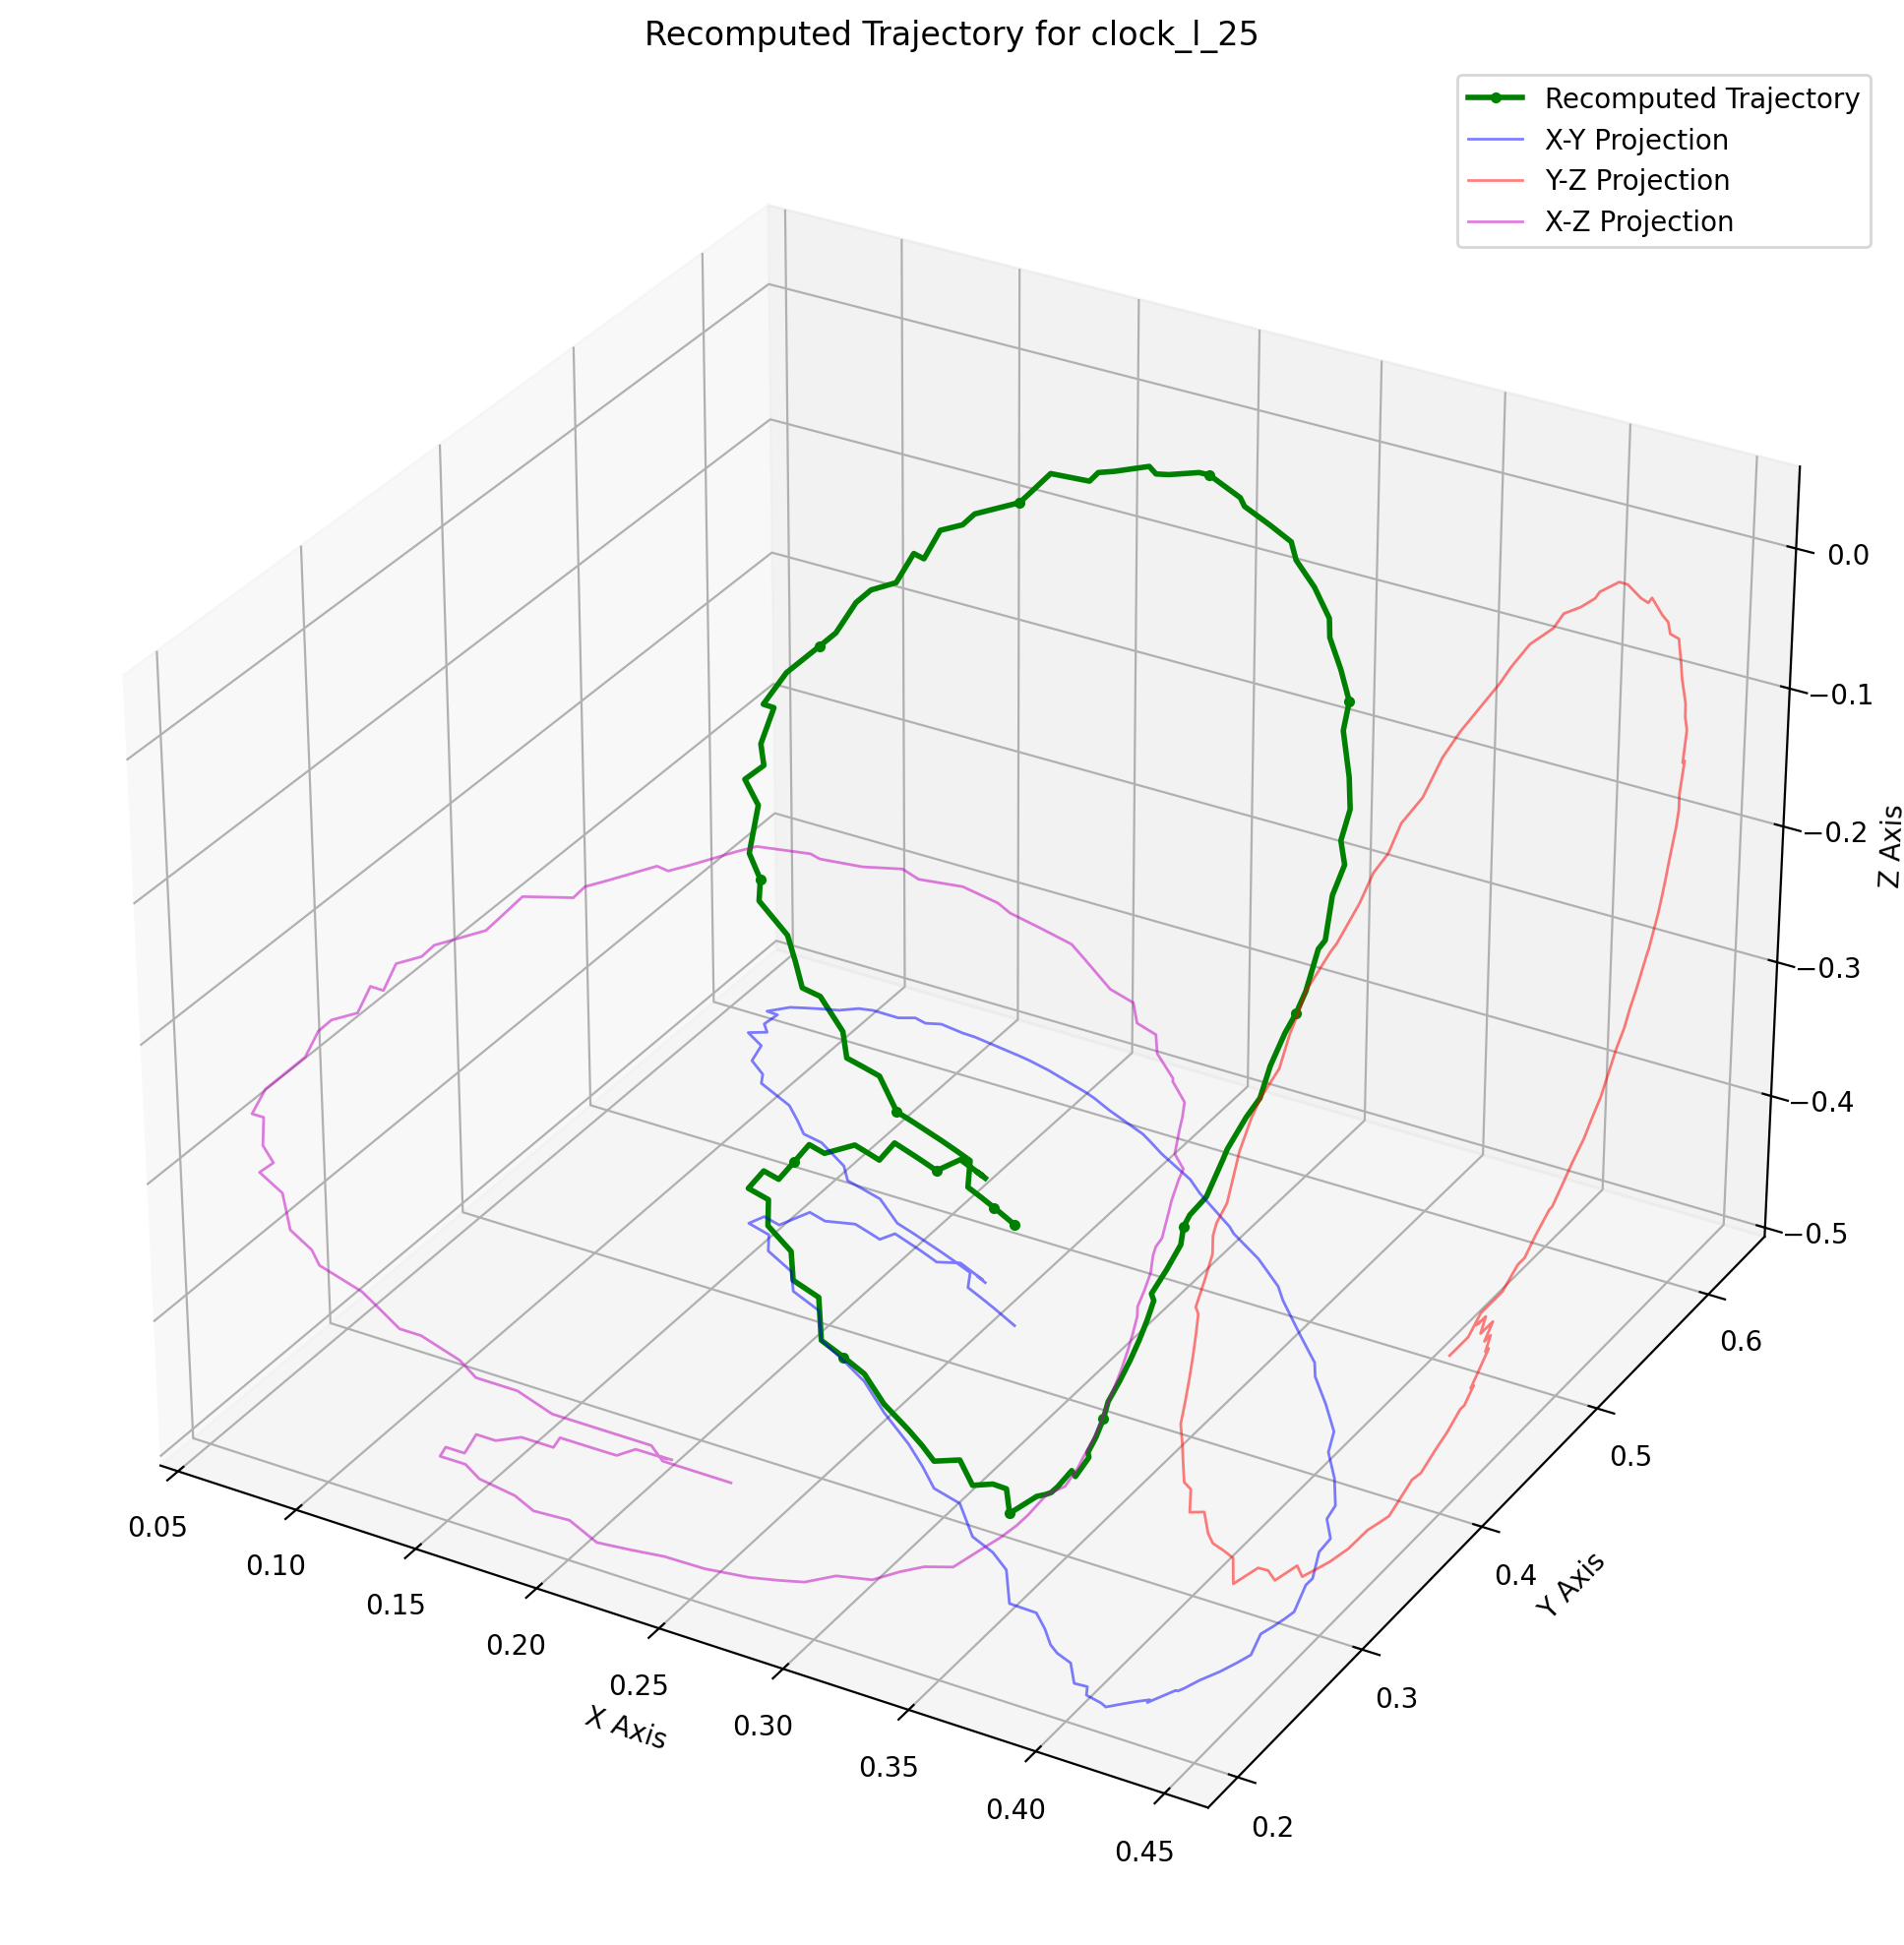 Recomputed Trajectory for clock_l_25
Recomputed Trajectory
X-Y Projection
Y-Z Projection
X-Z Projection
0.0
−0.1
−0.2
−0.3
−0.4
−0.5
Z Axis
0.6
0.5
0.4
0.3
0.2
Y Axis
0.05
0.10
0.15
0.20
0.25
0.30
0.35
0.40
0.45
X Axis